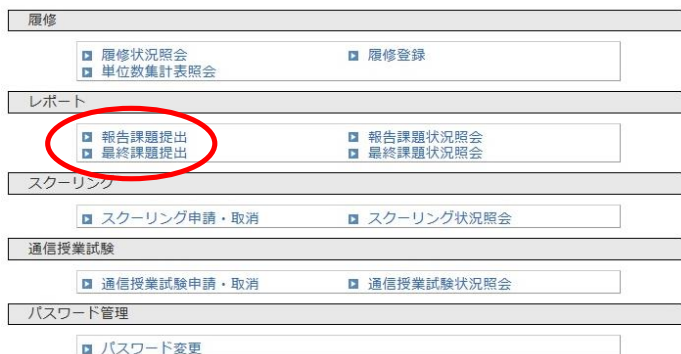 履修
履修状況照会 履修登録
単位数集計表照会
レポート
報告課題提出 報告課題状況照会
最終課題提出 最終課題状況照会
スクーリング
スクーリング申請・取消 スクーリング状況照会
通信授業試験
通信授業試験申請・取消 通信授業試験状況照会
パスワード管理
パスワード変更